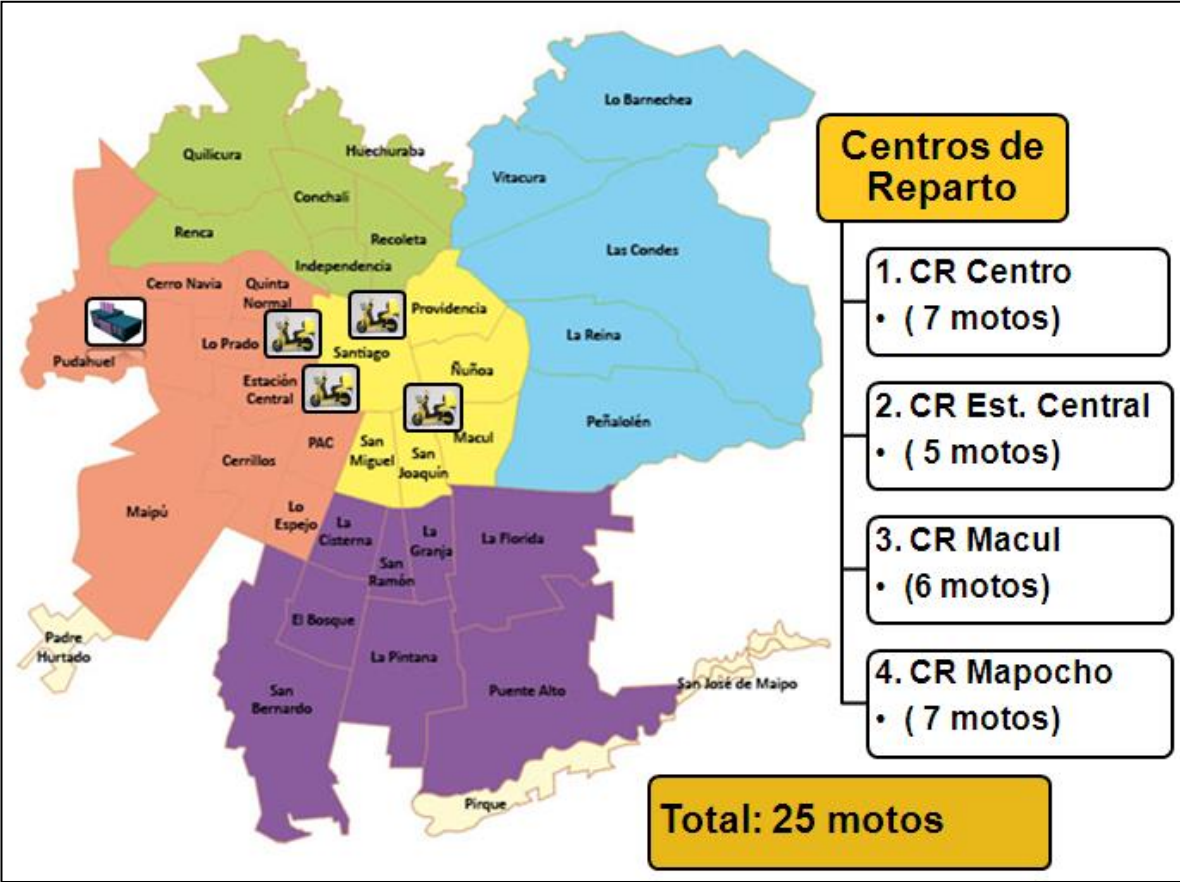 Lo Barnechea
Quilicura
Huechuraba
Vitacura
Conchalí
Renca
Recoleta
Las Condes
Independencia
Cerro Navia
Quinta
Normal
Providencia
La Reina
Lo Prado
Santiago
Pudahuel
Ñuñoa
Estación
Central
Peñalolén
PAC
San
Miguel
San
Joaquín
Macul
Cerrillos
Maipú
Lo
Espejo
La
Cisterna
La
Granja
La Florida
San
Ramón
El Bosque
Padre
Hurtado
La Pintana
San
Bernardo
Puente Alto
San José de Maipo
Pirque
Centros de
Reparto
1. CR Centro
• ( 7 motos)
2. CR Est. Central
• ( 5 motos)
3. CR Macul
• (6 motos)
4. CR Mapocho
• ( 7 motos)
Total: 25 motos